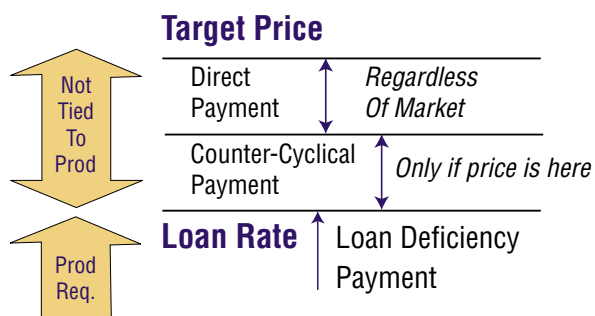 Target Price
Not
Tied
To
Prod
Direct
Payment
Regardless
Of Market
Counter-Cyclical
Payment
Only if price is here
Loan Rate
Loan Deficiency
Payment
Prod
Req.